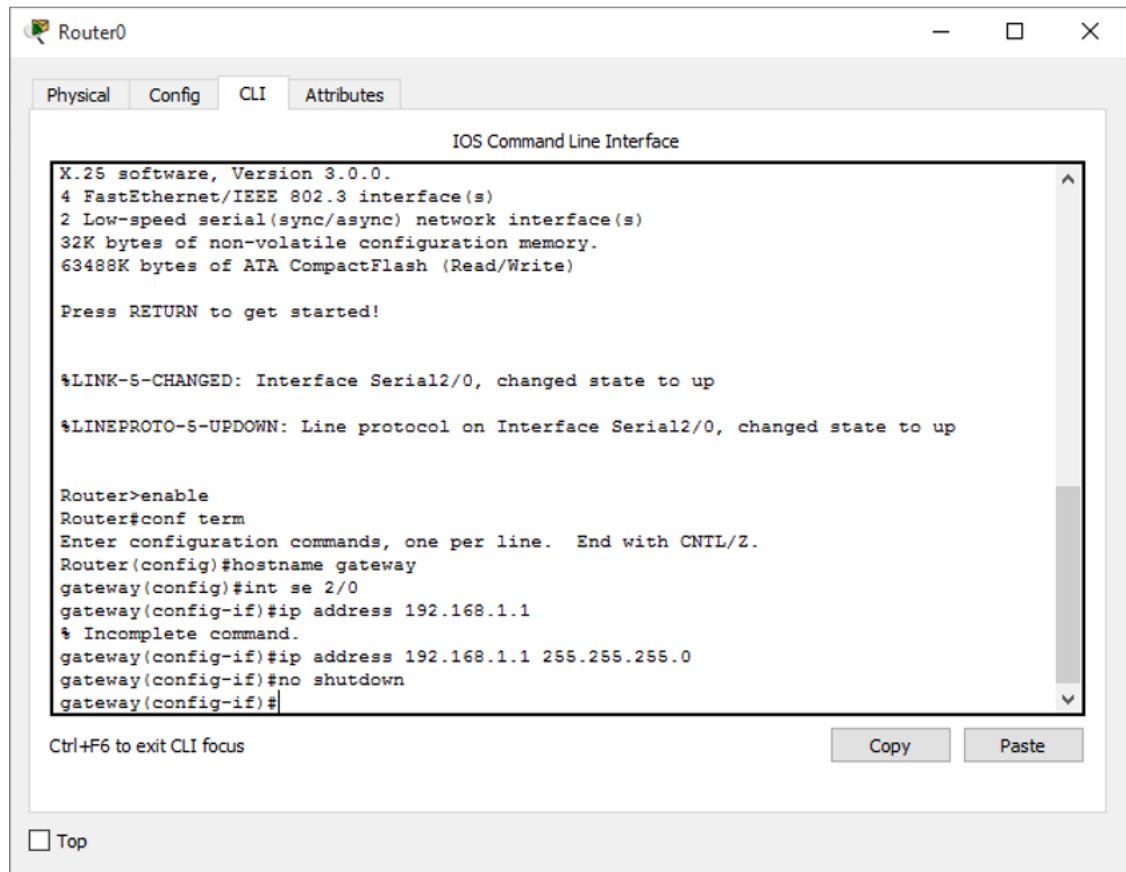 Router0
Physical Config CLI Attributes
IOS Command Line Interface
X.25 software, Version 3.0.0.
4 FastEthernet/IEEE 802.3 interface(s)
2 Low-speed serial(sync/async) network interface(s)
32K bytes of non-volatile configuration memory.
63488K bytes of ATA CompactFlash (Read/Write)
Press RETURN to get started!
%LINK-5-CHANGED: Interface Serial2/0, changed state to up
%LINEPROTO-5-UPDOWN: Line protocol on Interface Serial2/0, changed state to up
Router>enable
Router#conf term
Enter configuration commands, one per line.  End with CNTL/Z.
Router(config)#hostname gateway
gateway(config)#int se 2/0
gateway(config-if)#ip address 192.168.1.1
% Incomplete command.
gateway(config-if)#ip address 192.168.1.1 255.255.255.0
gateway(config-if)#no shutdown
gateway(config-if)#
Ctrl+F6 to exit CLI focus
Copy Paste
Top